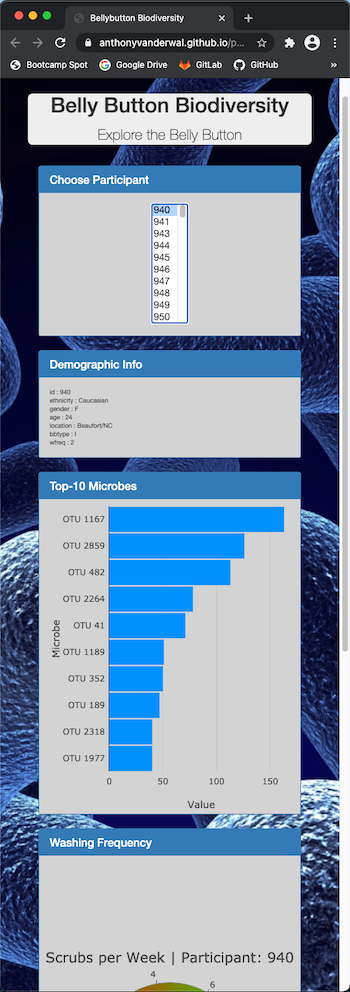 Bellybutton Biodiversity
anthonyvanderwal.github.io/p...
Bootcamp Spot
Google Drive
GitLab
GitHub
»
Belly Button Biodiversity
Explore the Belly Button
Choose Participant
940
941
943
944
945
946
947
948
949
950
Demographic Info
id : 940
ethnicity : Caucasian
gender : F
age : 24
location : Beaufort/NC
bbtype : I
wfreq : 2
Top-10 Microbes
OTU 1167
OTU 2859
OTU 482
OTU 2264
OTU 41
OTU 1189
OTU 352
OTU 189
OTU 2318
OTU 1977
Microbe
0 50 100 150
Value
Washing Frequency
Scrubs per Week | Participant: 940
4
6